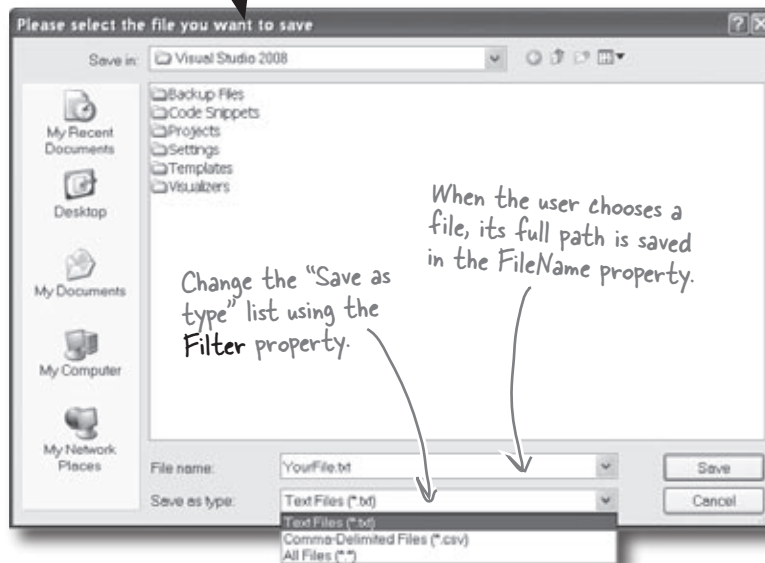 Please select the file you want to save
Save in:
Visual Studio 2008
My Recent
Documents
Desktop
My Documents
My Computer
My Network
Places
Backup Files
Code Snippets
Projects
Settings
Templates
Visualizers
When the user chooses a
file, its full path is saved
in the FileName property.
Change the “Save as
type” list using the
Filter property.
File name:
YourFile.txt
Save
Save as type:
Text Files (*.txt)
Cancel
Text Files (*.txt)
Comma-Delimited Files (*.csv)
All Files (*.*)